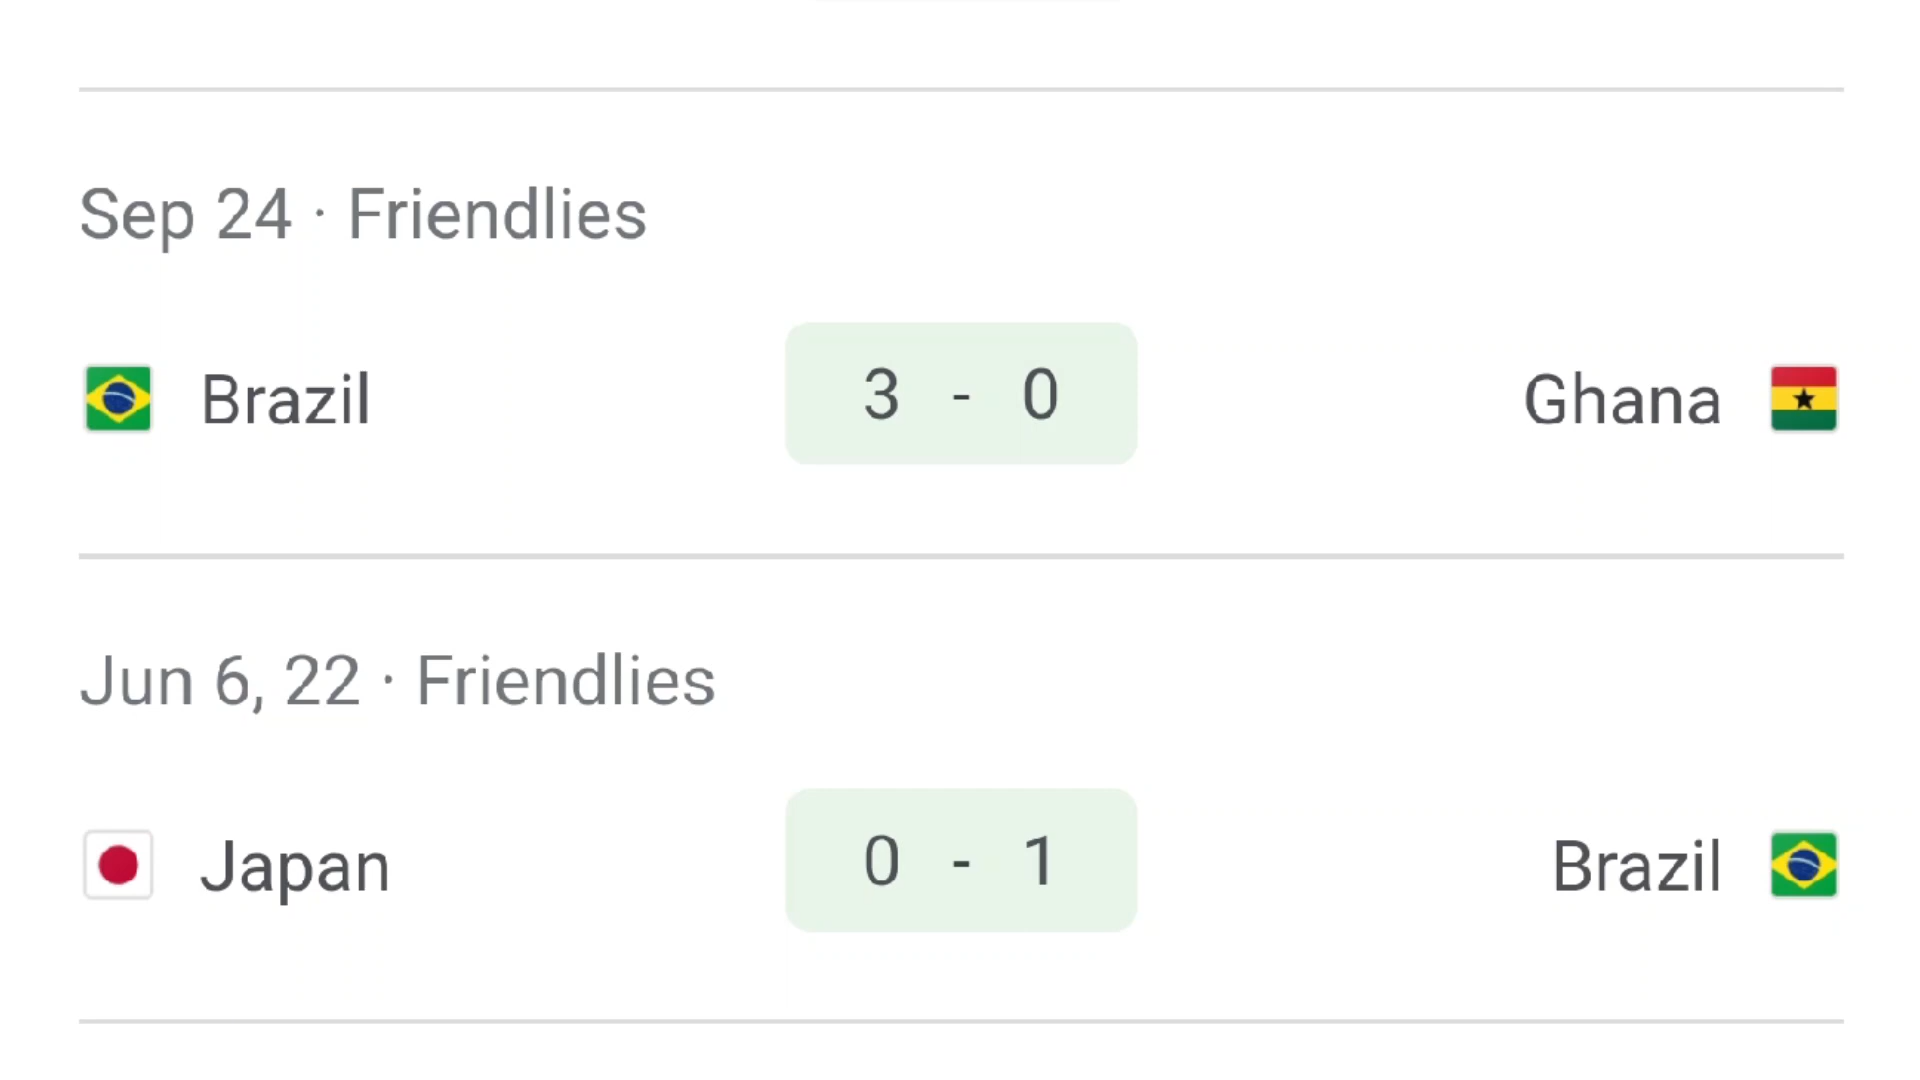 Sep 24 · Friendlies
Brazil 3 - 0 Ghana
Jun 6, 22 · Friendlies
Japan 0 - 1 Brazil